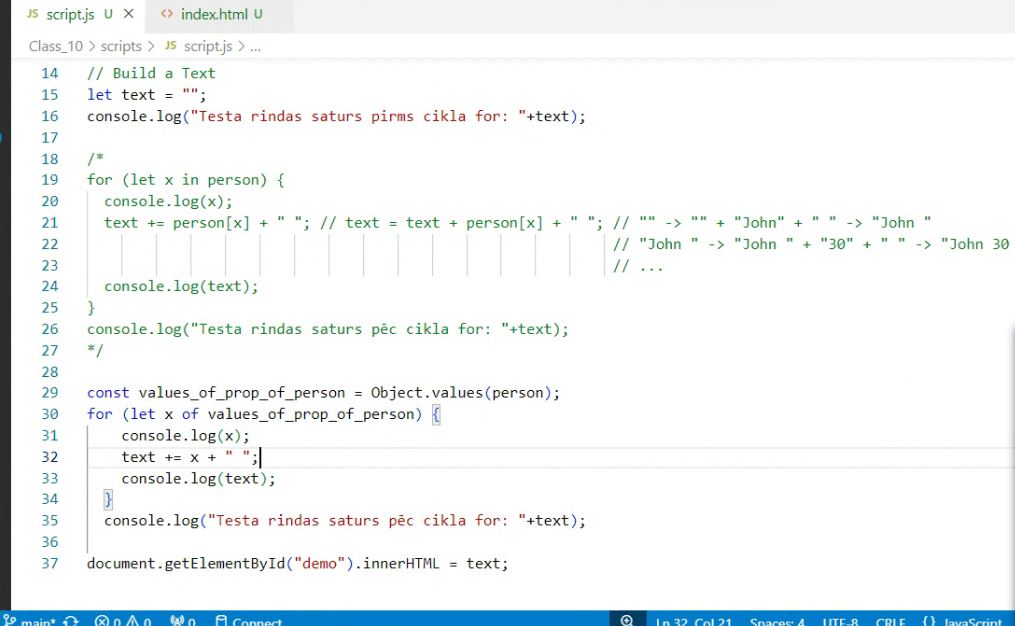 JS script.js U ×
<> index.html U
Class_10 > scripts > JS script.js > ...
14 // Build a Text
15 let text = "";
16 console.log("Testa rindas saturs pirms cikla for: "+text);
17
18 /*
19 for (let x in person) {
20 console.log(x);
21 text += person[x] + " "; // text = text + person[x] + " "; // "" -> "" + "John" + " " -> "John "
22 // "John " -> "John " + "30" + " " -> "John 30
23 // ...
24 console.log(text);
25 }
26 console.log("Testa rindas saturs pēc cikla for: "+text);
27 */
28
29 const values_of_prop_of_person = Object.values(person);
30 for (let x of values_of_prop_of_person) {
31 console.log(x);
32 text += x + " ";
33 console.log(text);
34 }
35 console.log("Testa rindas saturs pēc cikla for: "+text);
36
37 document.getElementById("demo").innerHTML = text;
main* 0 0 0 Connect Ln 32, Col 21 Spaces: 4 UTF-8 CRLF {} JavaScript